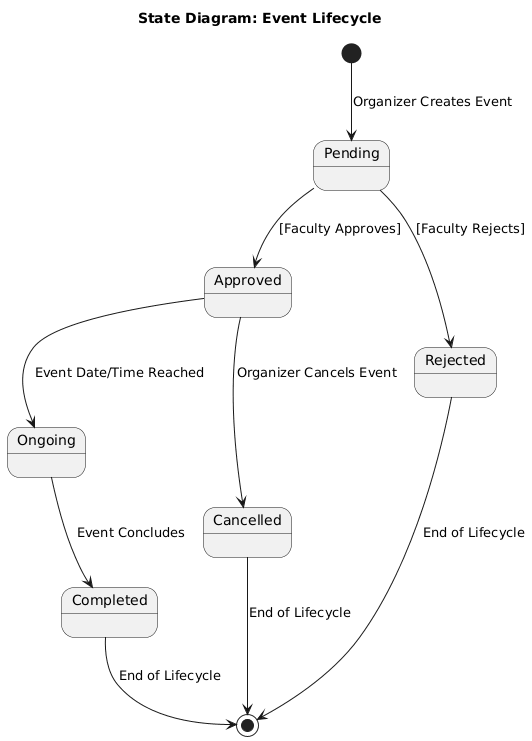 State Diagram: Event Lifecycle
Organizer Creates Event
Pending
[Faculty Approves]
[Faculty Rejects]
Approved
Rejected
Event Date/Time Reached
Organizer Cancels Event
Ongoing
Cancelled
Event Concludes
End of Lifecycle
Completed
End of Lifecycle
End of Lifecycle